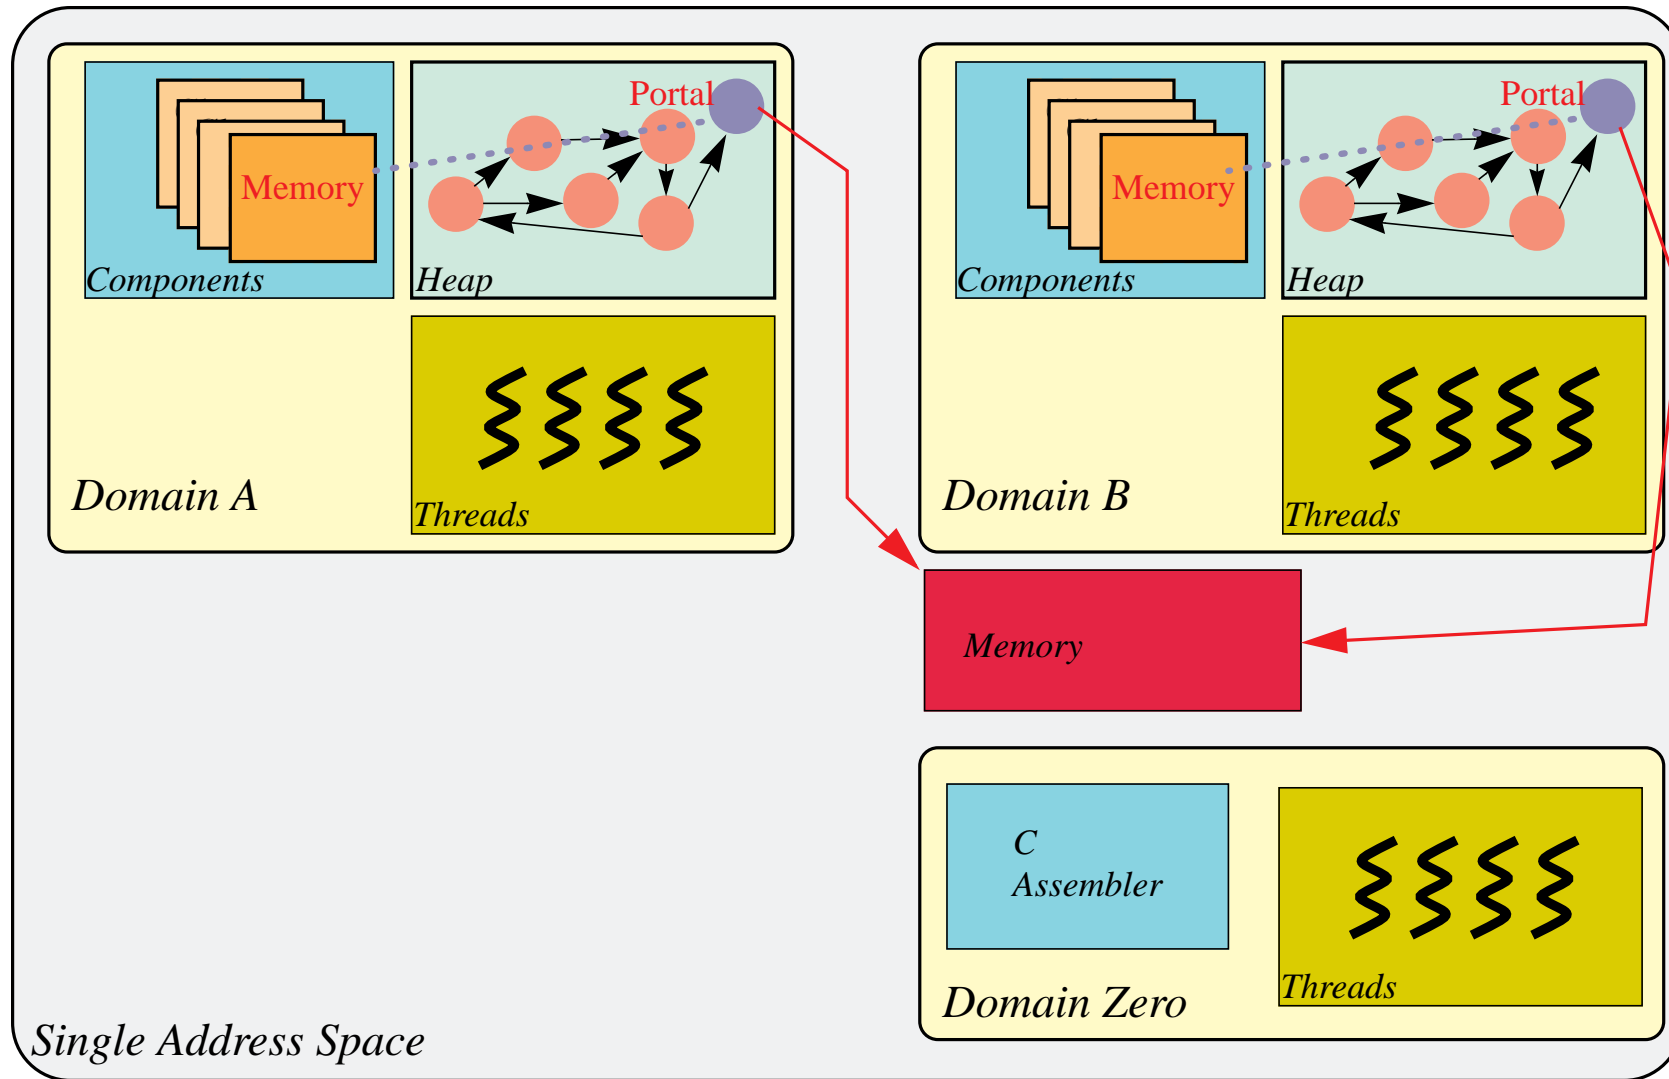 Portal
Memory
Components
Heap
Domain A
Threads
Portal
Memory
Components
Heap
Domain B
Threads
Memory
C
Assembler
Domain Zero
Threads
Single Address Space